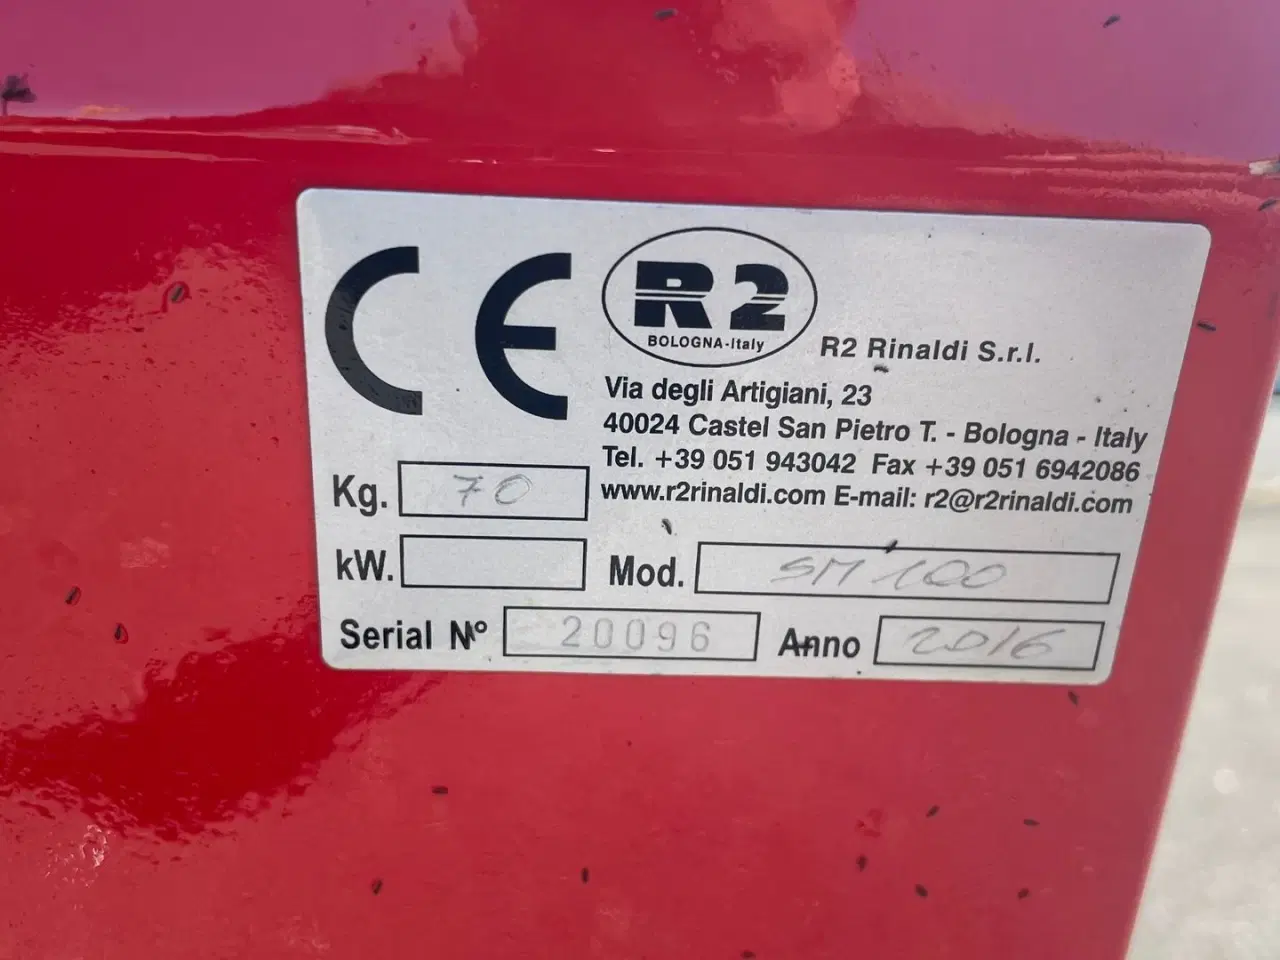 CE
R2
BOLOGNA-Italy
R2 Rinaldi S.r.l.
Via degli Artigiani, 23
40024 Castel San Pietro T. - Bologna - Italy
Tel. +39 051 943042 Fax +39 051 6942086
www.r2rinaldi.com E-mail: r2@r2rinaldi.com
Kg. 70
kW.
Mod. SM 100
Serial N° 20096
Anno 2016